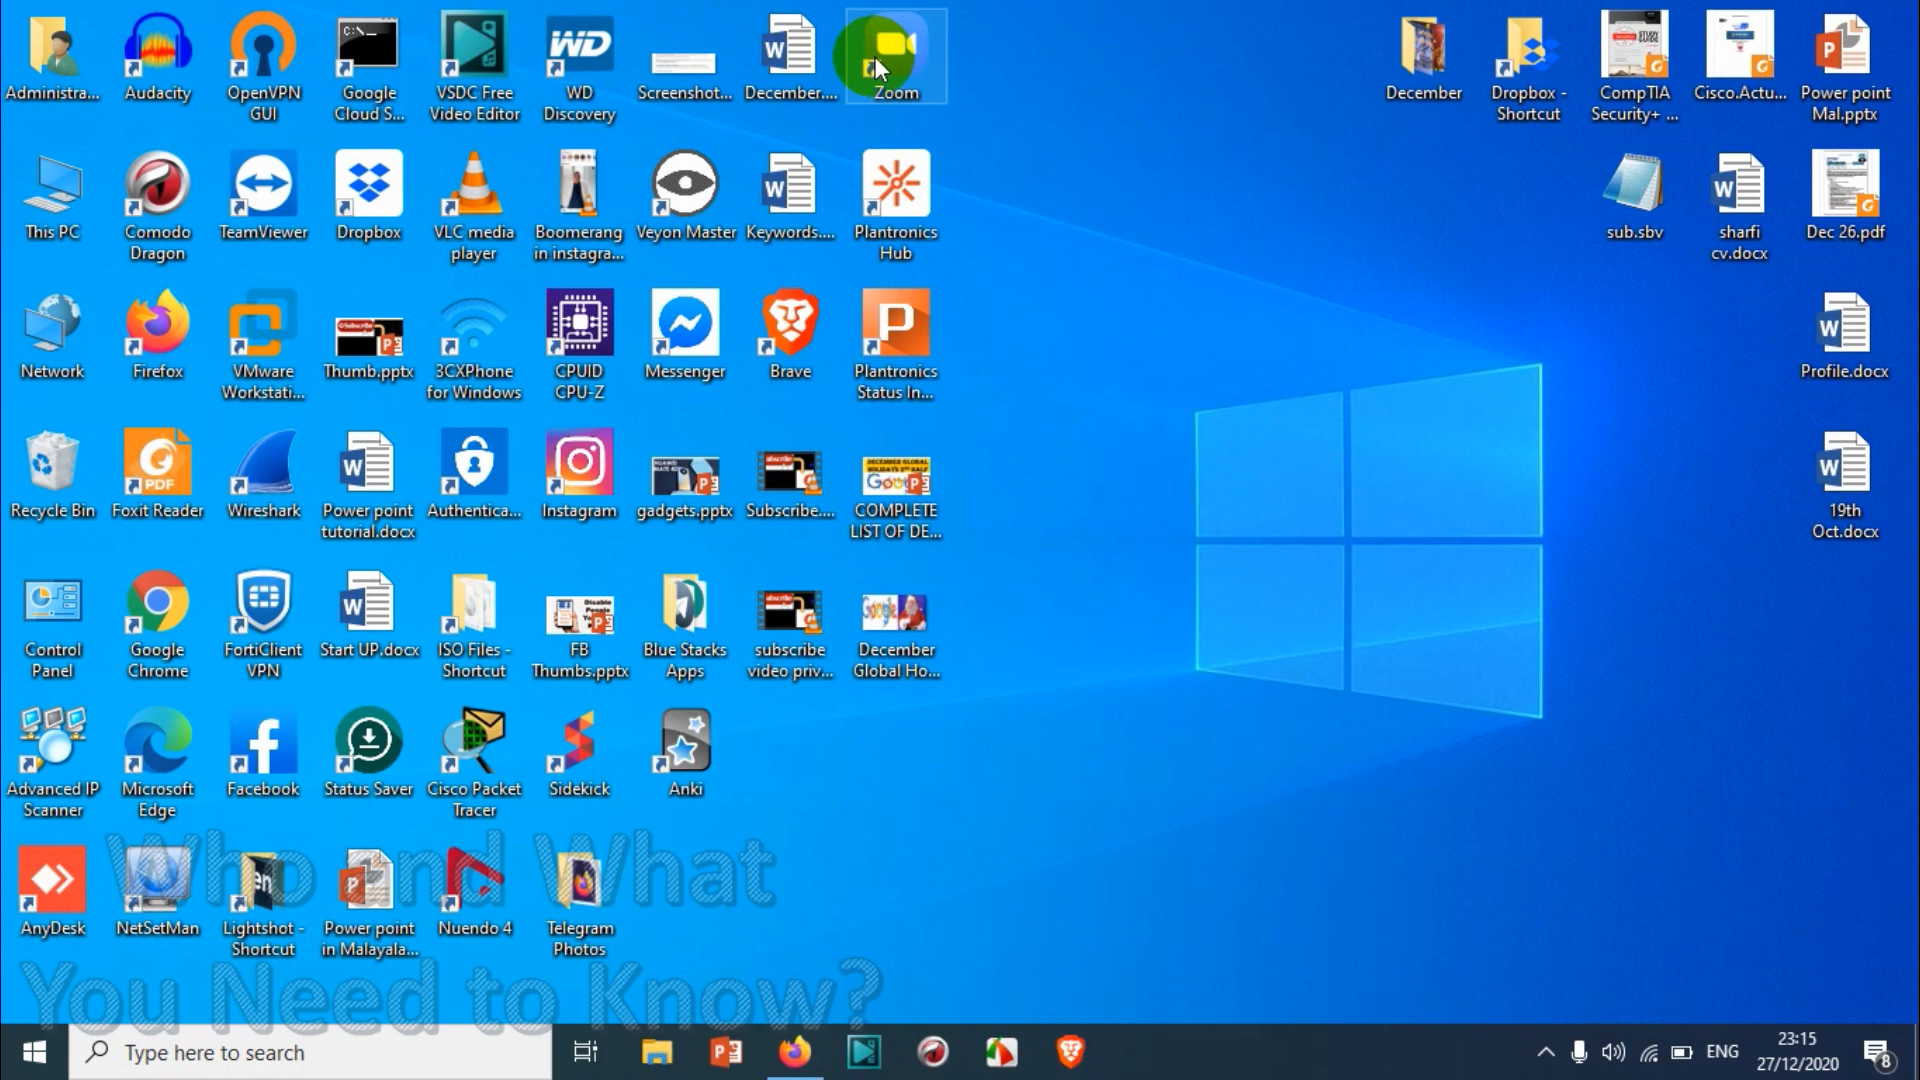 Administra...
Audacity
OpenVPN
GUI
Google
Cloud S...
VSDC Free
Video Editor
WD
Discovery
Screenshot...
December....
Zoom
December
Dropbox -
Shortcut
CompTIA
Security+ ...
Cisco.Actu...
Power point
Mal.pptx
This PC
Comodo
Dragon
TeamViewer
Dropbox
VLC media
player
Boomerang
in instagra...
Veyon Master
Keywords....
Plantronics
Hub
sub.sbv
sharfi
cv.docx
Dec 26.pdf
Network
Firefox
VMware
Workstati...
Thumb.pptx
3CXPhone
for Windows
CPUID
CPU-Z
Messenger
Brave
Plantronics
Status In...
Profile.docx
Recycle Bin
PDF
Foxit Reader
Wireshark
Power point
tutorial.docx
Authentica...
Instagram
gadgets.pptx
Subscribe....
COMPLETE
LIST OF DE...
19th
Oct.docx
Control
Panel
Google
Chrome
FortiClient
VPN
Start UP.docx
ISO Files -
Shortcut
FB
Thumbs.pptx
Blue Stacks
Apps
subscribe
video priv...
December
Global Ho...
Advanced IP
Scanner
Microsoft
Edge
Facebook
Status Saver
Cisco Packet
Tracer
Sidekick
Anki
Who and What
AnyDesk
NetSetMan
Lightshot -
Shortcut
Power point
in Malayala...
Nuendo 4
Telegram
Photos
You Need to Know?
Type here to search
ENG
23:15
27/12/2020
8